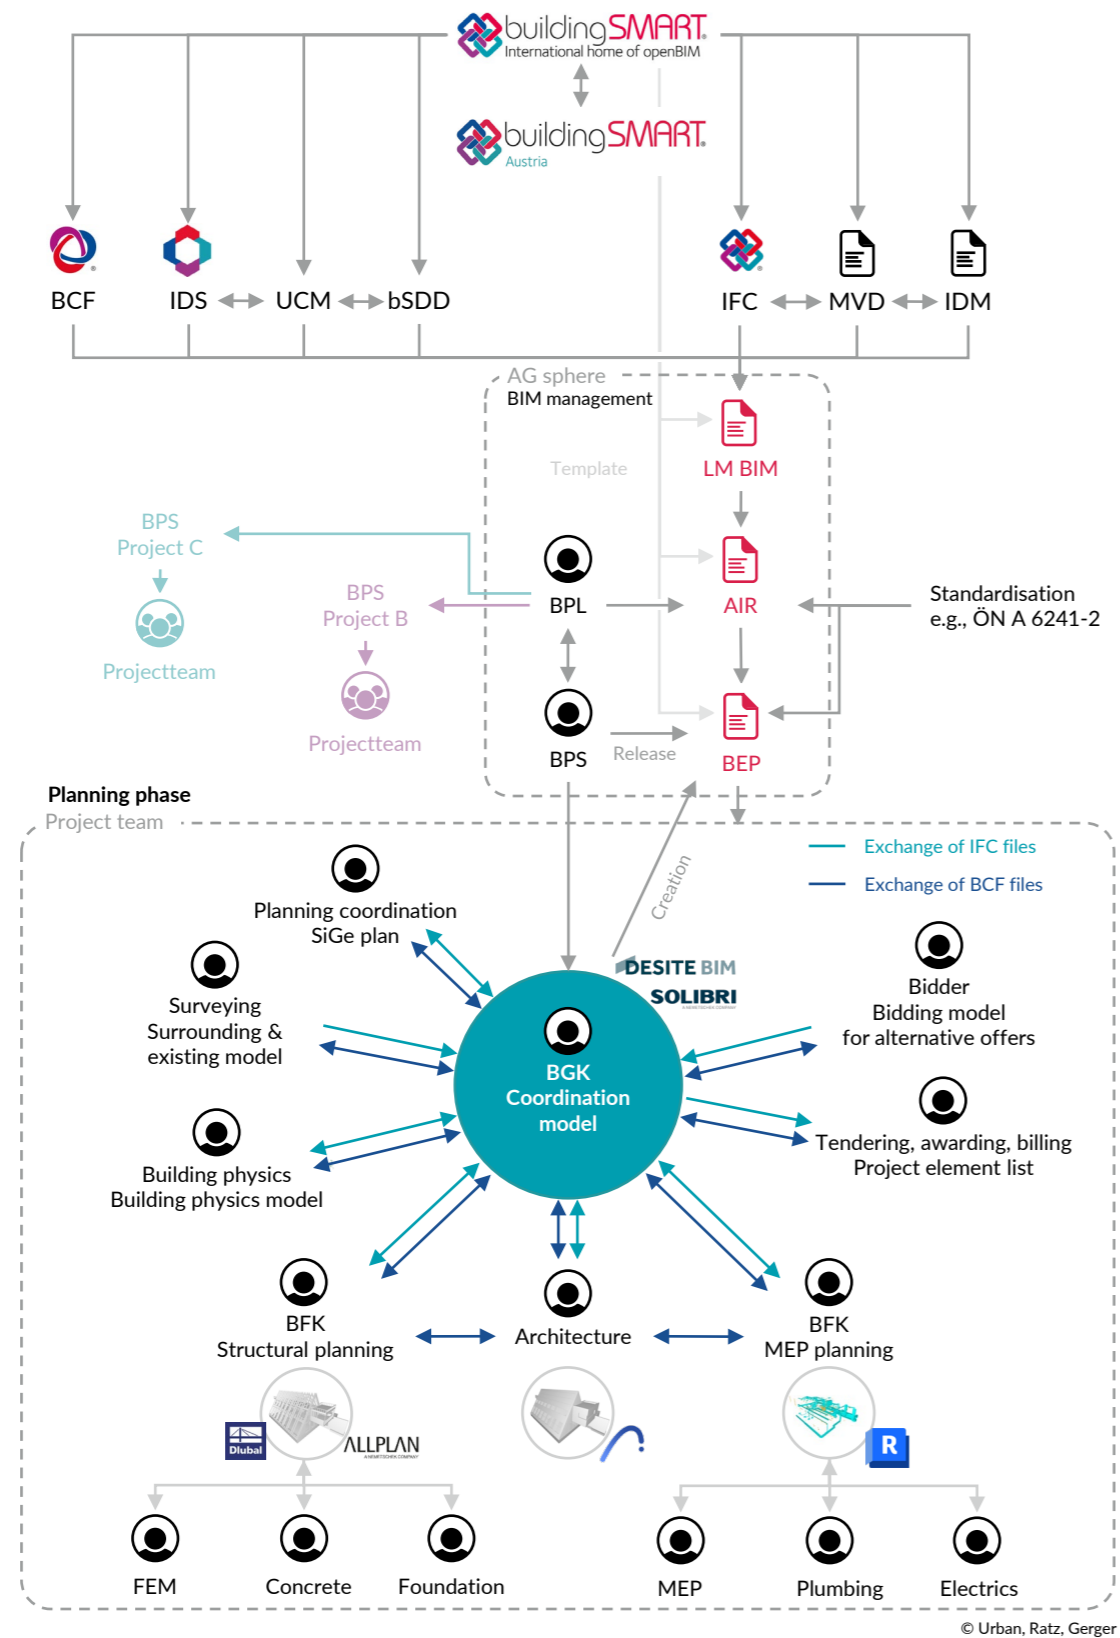 buildingSMART®
International home of openBIM
buildingSMART®
Austria
BCF
IDS
UCM
bSDD
IFC
MVD
IDM
AG sphere
BIM management
LM BIM
Template
BPS
Project C
Projectteam
BPS
Project B
Projectteam
BPL
AIR
Standardisation
e.g., ÖN A 6241-2
BPS
Release
BEP
Planning phase
Project team
Creation
Exchange of IFC files
Exchange of BCF files
Planning coordination
SiGe plan
Surveying
Surrounding &
existing model
DESITE BIM
SOLIBRI
A NEMETSCHEK COMPANY
Bidder
Bidding model
for alternative offers
BGK
Coordination
model
Building physics
Building physics model
Tendering, awarding, billing
Project element list
BFK
Structural planning
Architecture
BFK
MEP planning
Dlubal
ALLPLAN
A NEMETSCHEK COMPANY
R
FEM
Concrete
Foundation
MEP
Plumbing
Electrics
© Urban, Ratz, Gerger